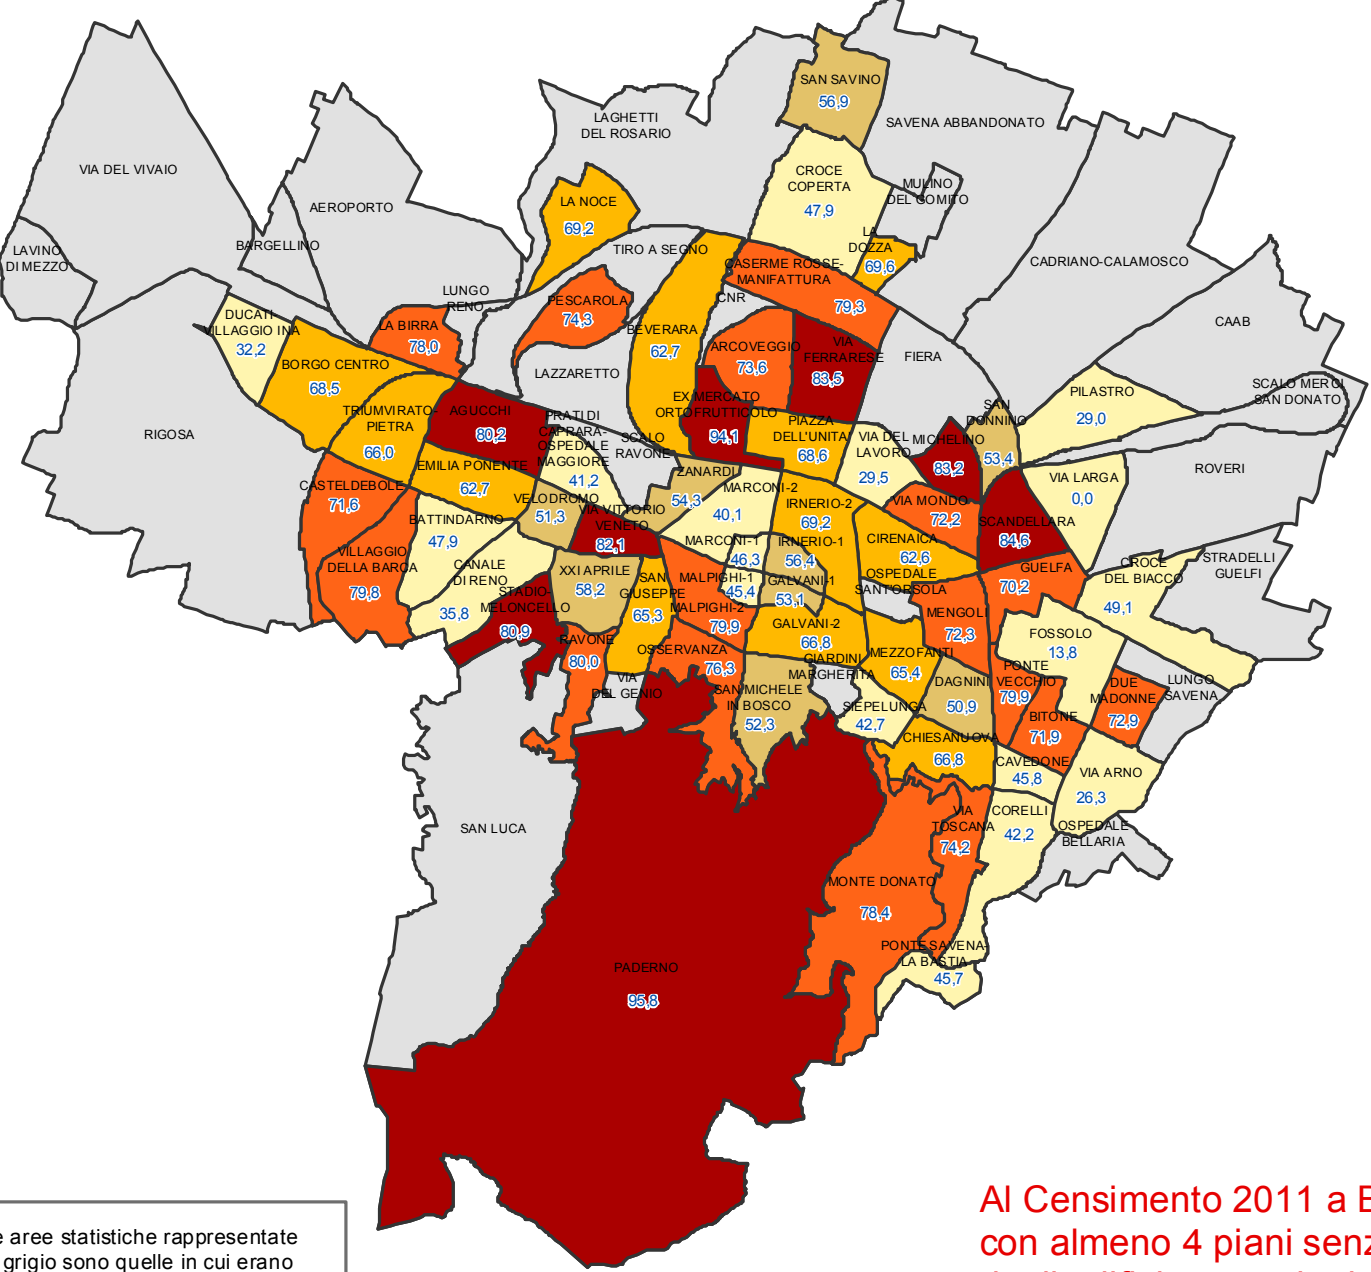 SAN SAVINO
56,9
LAGHETTI
DEL ROSARIO
SAVENA ABBANDONATO
VIA DEL VIVAIO
CROCE
COPERTA
47,9
MULINO
DEL GOMITO
LA NOCE
69,2
AEROPORTO
LA
DOZZA
69,6
BARGELLINO
LAVINO
DI MEZZO
TIRO A SEGNO
CADRIANO-CALAMOSCO
CASERME ROSSE-
MANIFATTURA
79,3
LUNGO
RENO
PESCAROLA
74,3
CNR
DUCATI-
VILLAGGIO INA
32,2
LA BIRRA
78,0
BEVERARA
62,7
ARCOVEGGIO
73,6
VIA
FERRARESE
83,5
FIERA
CAAB
BORGO CENTRO
68,5
LAZZARETTO
SCALO MERCI
SAN DONATO
PILASTRO
29,0
TRIUMVIRATO-
PIETRA
66,0
AGUCCHI
80,2
EX MERCATO
ORTOFRUTTICOLO
94,1
PRATI DI
CAPRARA-
OSPEDALE
MAGGIORE
41,2
SCALO
RAVONE
PIAZZA
DELL'UNITA'
68,6
VIA DEL
LAVORO
29,5
MICHELINO
83,2
SAN
DONNINO
53,4
RIGOSA
EMILIA PONENTE
62,7
ZANARDI
54,3
MARCONI-2
40,1
VIA LARGA
0,0
ROVERI
CASTELDEBOLE
71,6
VELODROMO
51,3
VIA VITTORIO
VENETO
82,1
IRNERIO-2
69,2
VIA MONDO
72,2
SCANDELLARA
84,6
BATTINDARNO
47,9
MARCONI-1
46,3
IRNERIO-1
56,4
CIRENAICA
62,6
VILLAGGIO
DELLA BARCA
79,8
CANALE
DI RENO
35,8
XXI APRILE
58,2
SAN
GIUSEPPE
65,3
MALPIGHI-1
45,4
GALVANI-1
53,1
OSPEDALE
SANT'ORSOLA
GUELFA
70,2
CROCE
DEL BIACCO
49,1
STRADELLI
GUELFI
STADIO-
MELONCELLO
80,9
MALPIGHI-2
79,9
GALVANI-2
66,8
MENGOLI
72,3
FOSSOLO
13,8
RAVONE
80,0
OSSERVANZA
76,3
GIARDINI
MARGHERITA
MEZZOFANTI
65,4
PONTE
VECCHIO
79,9
DUE
MADONNE
72,9
LUNGO
SAVENA
VIA
DEL GENIO
SAN MICHELE
IN BOSCO
52,3
DAGNINI
50,9
SIEPELUNGA
42,7
BITONE
71,9
CHIESANUOVA
66,8
CAVEDONE
45,8
VIA ARNO
26,3
SAN LUCA
VIA
TOSCANA
74,2
CORELLI
42,2
OSPEDALE
BELLARIA
MONTE DONATO
78,4
PONTE SAVENA-
LA BASTIA
45,7
PADERNO
95,8
aree statistiche rappresentate
grigio sono quelle in cui erano
Al Censimento 2011 a
con almeno 4 piani